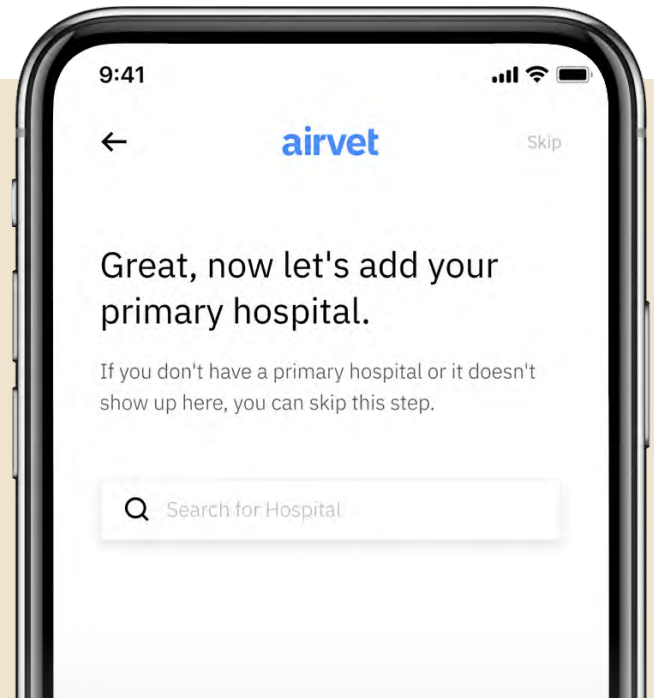 9:41
airvet
Skip
Great, now let's add your
primary hospital.
If you don't have a primary hospital or it doesn't
show up here, you can skip this step.
Search for Hospital